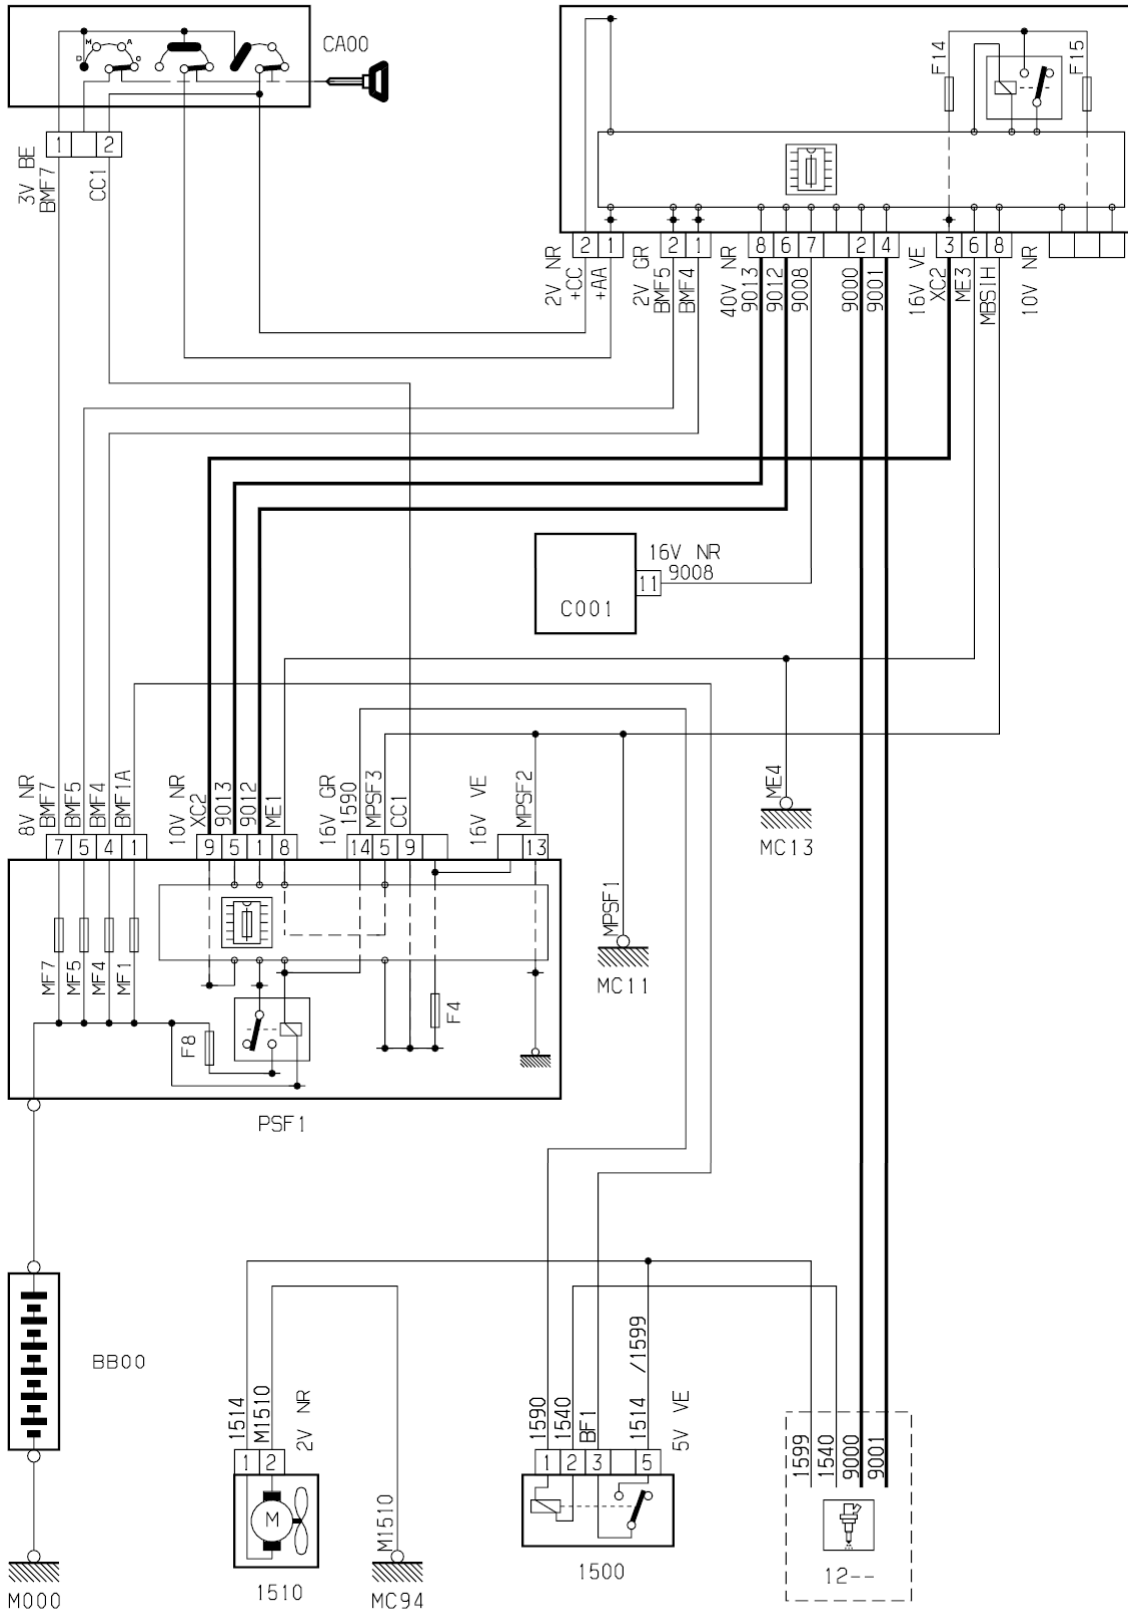 M A
D G
CA00
F14
F15
1 2
3V BE
BMF7
CC1
2 1
2 1
8 6 7 2 4
3 6 8
2V NR
+CC
+AA
2V GR
BMF5
BMF4
40V NR
9013
9012
9008
9000
9001
16V VE
XC2
ME3
MBSIH
10V NR
C001
11
16V NR
9008
8V NR
BMF7
BMF5
BMF4
BMF1A
10V NR
XC2
9013
9012
ME1
16V GR
1590
MPSF3
CC1
16V VE
MPSF2
ME4
MC13
7 5 4 1
9 5 1 8
14 5 9
13
MPSF1
MC11
MF7
MF5
MF4
MF1
F8
F4
PSF1
BB00
M000
1514
M1510
2V NR
1 2
M
1510
M1510
MC94
1590
1540
BF1
1514 /1599
5V VE
1 2 3 5
1500
1599
1540
9000
9001
12--